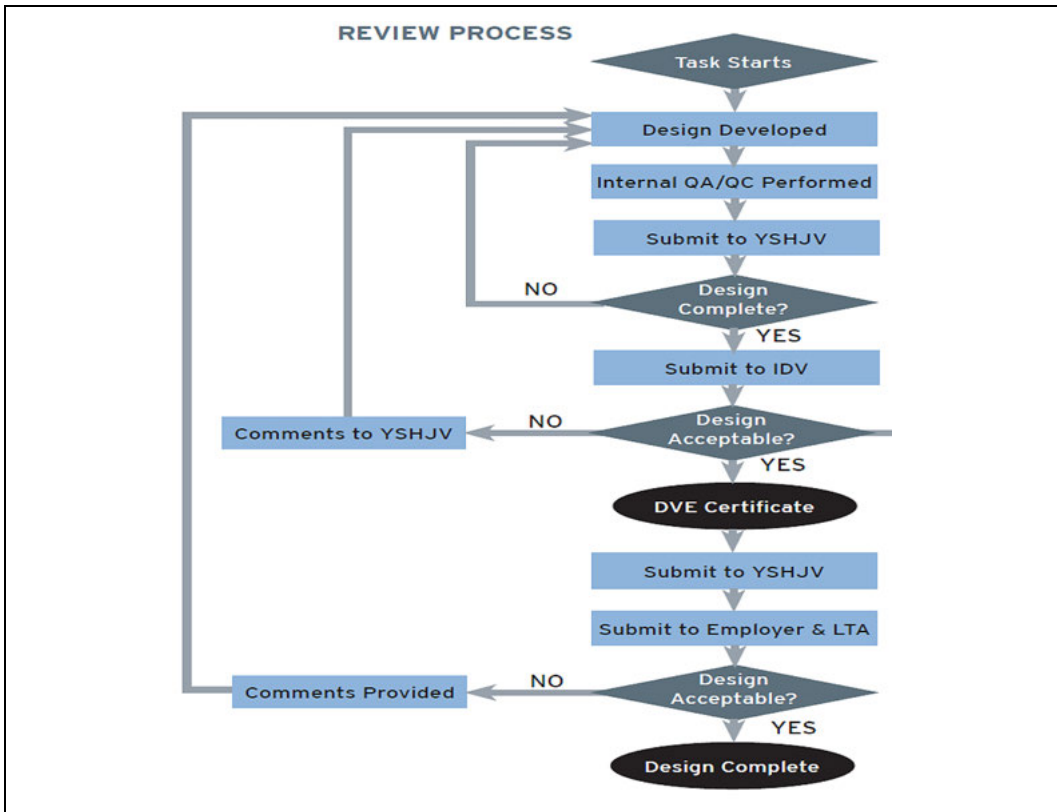 REVIEW PROCESS
Task Starts
Design Developed
Internal QA/QC Performed
Submit to YSHJV
Design
Complete?
NO
YES
Submit to IDV
Design
Acceptable?
NO
Comments to YSHJV
YES
DVE Certificate
Submit to YSHJV
Submit to Employer & LTA
Design
Acceptable?
NO
Comments Provided
YES
Design Complete